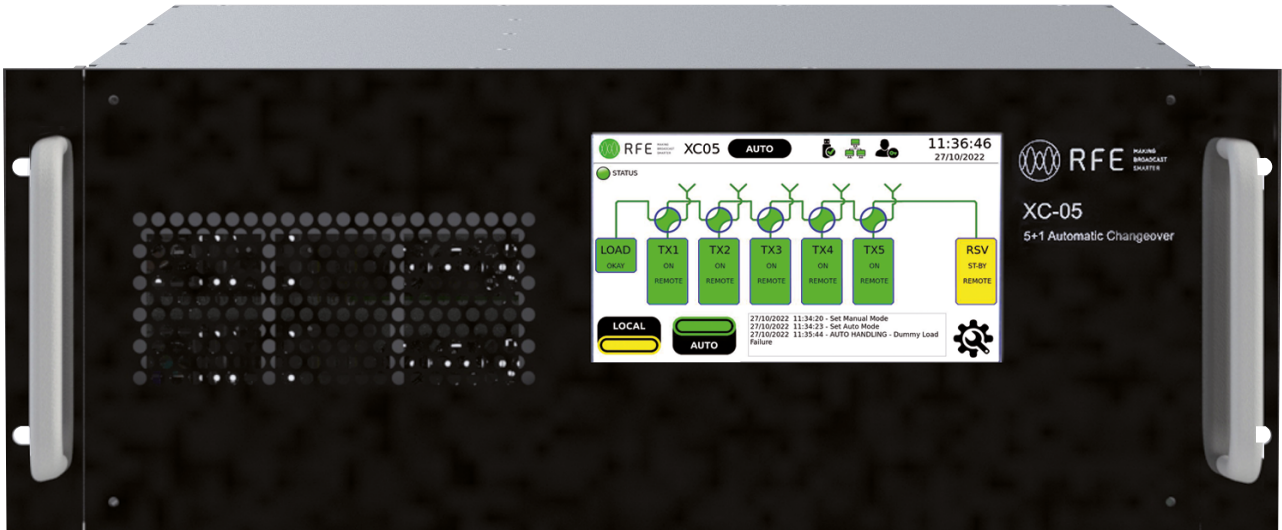 RFE MAKING BROADCAST SMARTER XC05 AUTO 11:36:46
27/10/2022
STATUS
LOAD
OKAY
TX1
ON
REMOTE
TX2
ON
REMOTE
TX3
ON
REMOTE
TX4
ON
REMOTE
TX5
ON
REMOTE
RSV
ST-BY
REMOTE
LOCAL
AUTO
27/10/2022 11:34:20 - Set Manual Mode
27/10/2022 11:34:23 - Set Auto Mode
27/10/2022 11:35:44 - AUTO HANDLING - Dummy Load
Failure
RFE
MAKING
BROADCAST
SMARTER
XC-05
5+1 Automatic Changeover